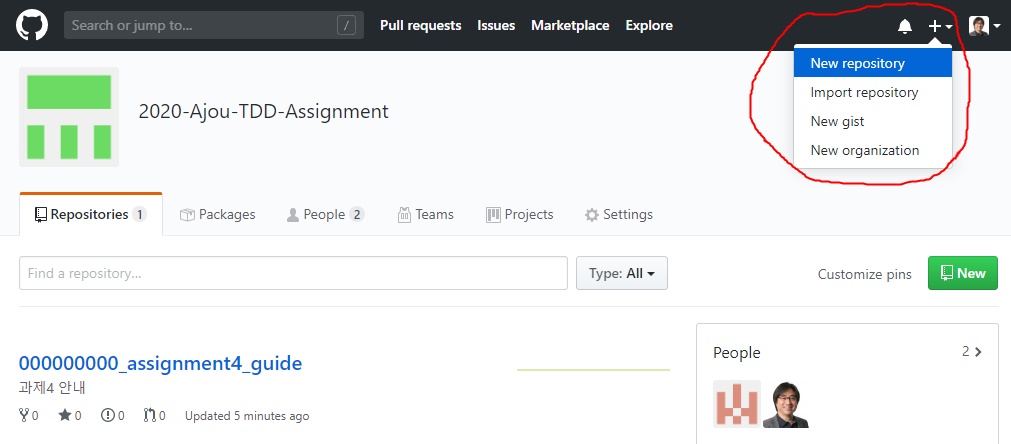 Search or jump to... / Pull requests Issues Marketplace Explore
New repository
Import repository
New gist
New organization
2020-Ajou-TDD-Assignment
Repositories 1 Packages People 2 Teams Projects Settings
Find a repository... Type: All Customize pins New
000000000_assignment4_guide
과제4 안내
0 0 0 0 Updated 5 minutes ago
People 2